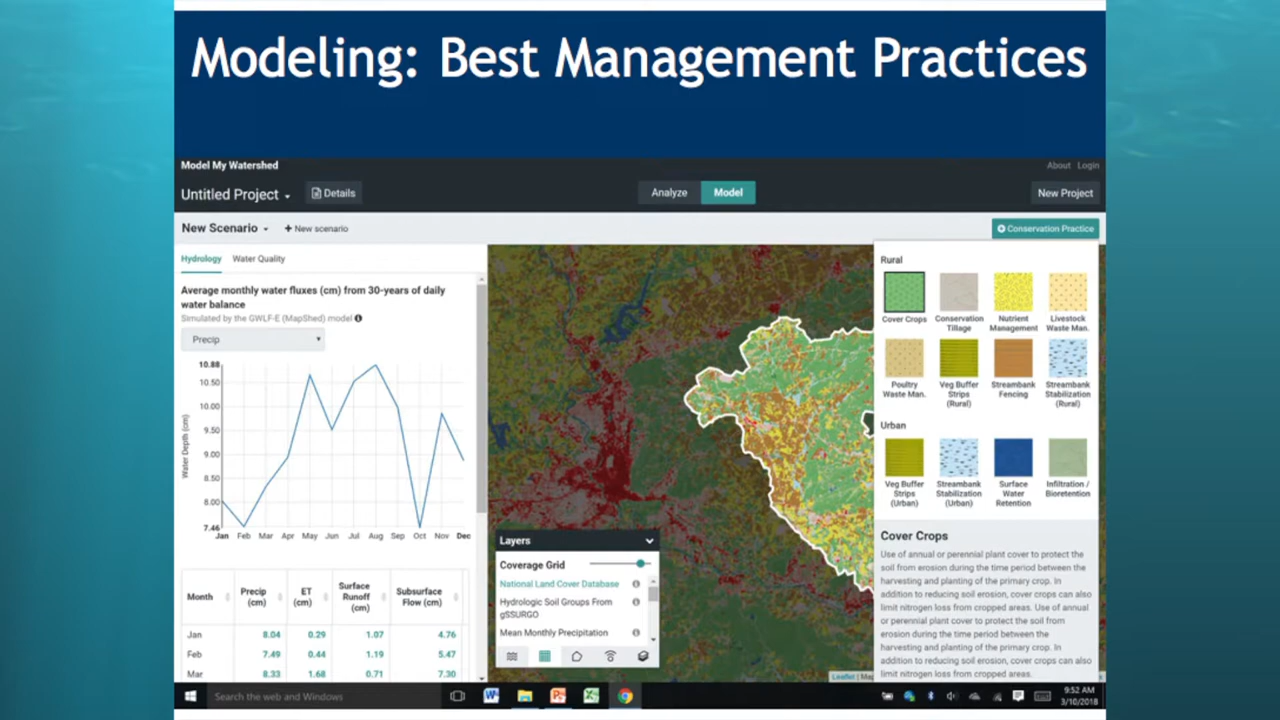 Modeling: Best Management Practices
Model My Watershed
About Login
Untitled Project
Details
Analyze
Model
New Project
New Scenario
+ New scenario
Conservation Practice
Hydrology
Water Quality
Average monthly water fluxes (cm) from 30-years of daily
water balance
Simulated by the GWLF-E (MapShed) model
Precip
10.88
10.50
10.00
9.50
9.00
8.50
8.00
7.46
Water Depth (cm)
Jan Feb Mar Apr May Jun Jul Aug Sep Oct Nov Dec
Month
Precip
(cm)
ET
(cm)
Surface
Runoff
(cm)
Subsurface
Flow (cm)
Jan 8.04 0.29 1.07 4.76
Feb 7.49 0.44 1.19 5.47
Mar 8.33 1.68 0.71 7.30
Layers
Coverage Grid
National Land Cover Database
Hydrologic Soil Groups From
gSSURGO
Mean Monthly Precipitation
Leaflet
Rural
Cover Crops
Conservation
Tillage
Nutrient
Management
Livestock
Waste Man.
Poultry
Waste Man.
Veg Buffer
Strips
(Rural)
Streambank
Fencing
Streambank
Stabilization
(Rural)
Urban
Veg Buffer
Strips
(Urban)
Streambank
Stabilization
(Urban)
Surface
Water
Retention
Infiltration /
Bioretention
Cover Crops
Use of annual or perennial plant cover to protect the
soil from erosion during the time period between the
harvesting and planting of the primary crop. In
addition to reducing soil erosion, cover crops can also
limit nitrogen loss from cropped areas. Use of annual
or perennial plant cover to protect the soil from
erosion during the time period between the
harvesting and planting of the primary crop. In
addition to reducing soil erosion, cover crops can also
limit nitrogen loss from cropped areas.
Search the web and Windows
9:52 AM
3/10/2018